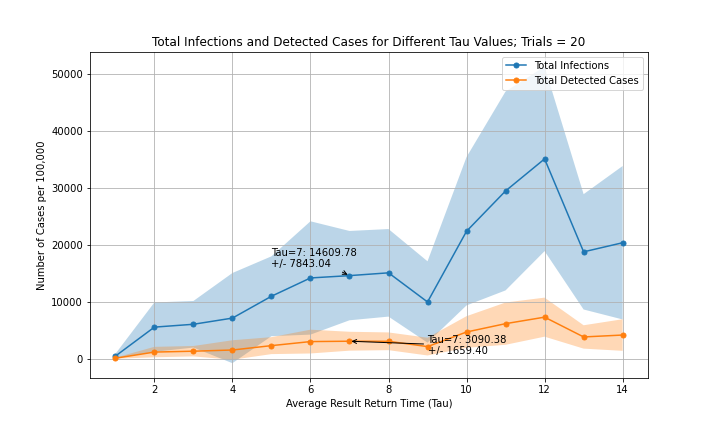 Total Infections and Detected Cases for Different Tau Values; Trials = 20
Total Infections
Total Detected Cases
50000
40000
30000
20000
10000
0
Number of Cases per 100,000
Tau=7: 14609.78
+/- 7843.04
Tau=7: 3090.38
+/- 1659.40
2 4 6 8 10 12 14
Average Result Return Time (Tau)